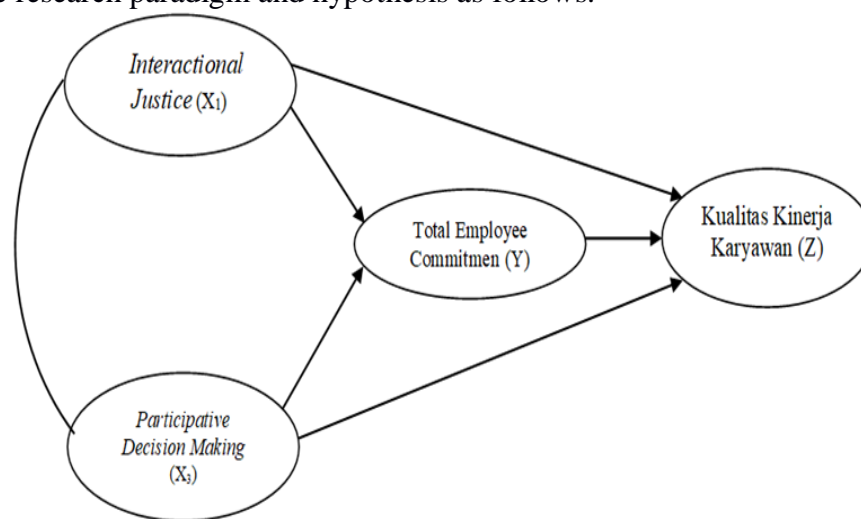 research paradigm and hypothesis as follows:
Interactional
Justice (X₁)
Total Employee
Commitmen (Y)
Kualitas Kinerja
Karyawan (Z)
Participative
Decision Making
(X₃)